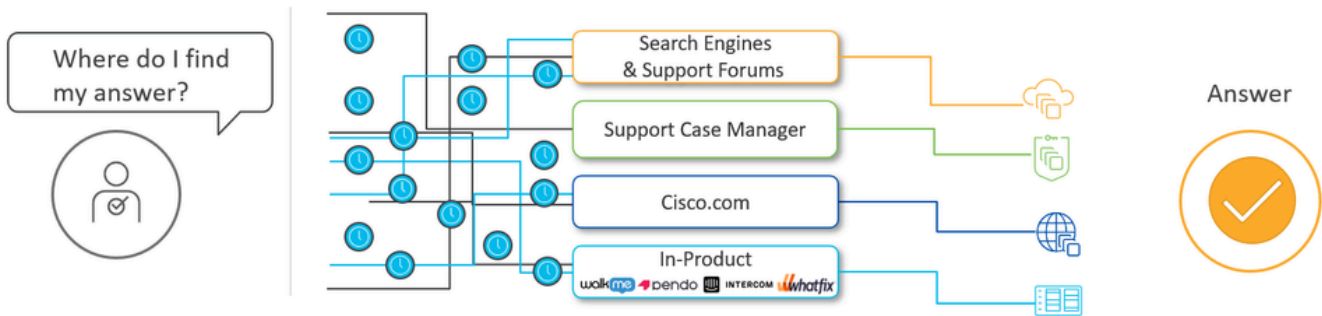 Where do I find
my answer?
Search Engines
& Support Forums
Support Case Manager
Cisco.com
In-Product
walkme pendo INTERCOM whatfix
Answer